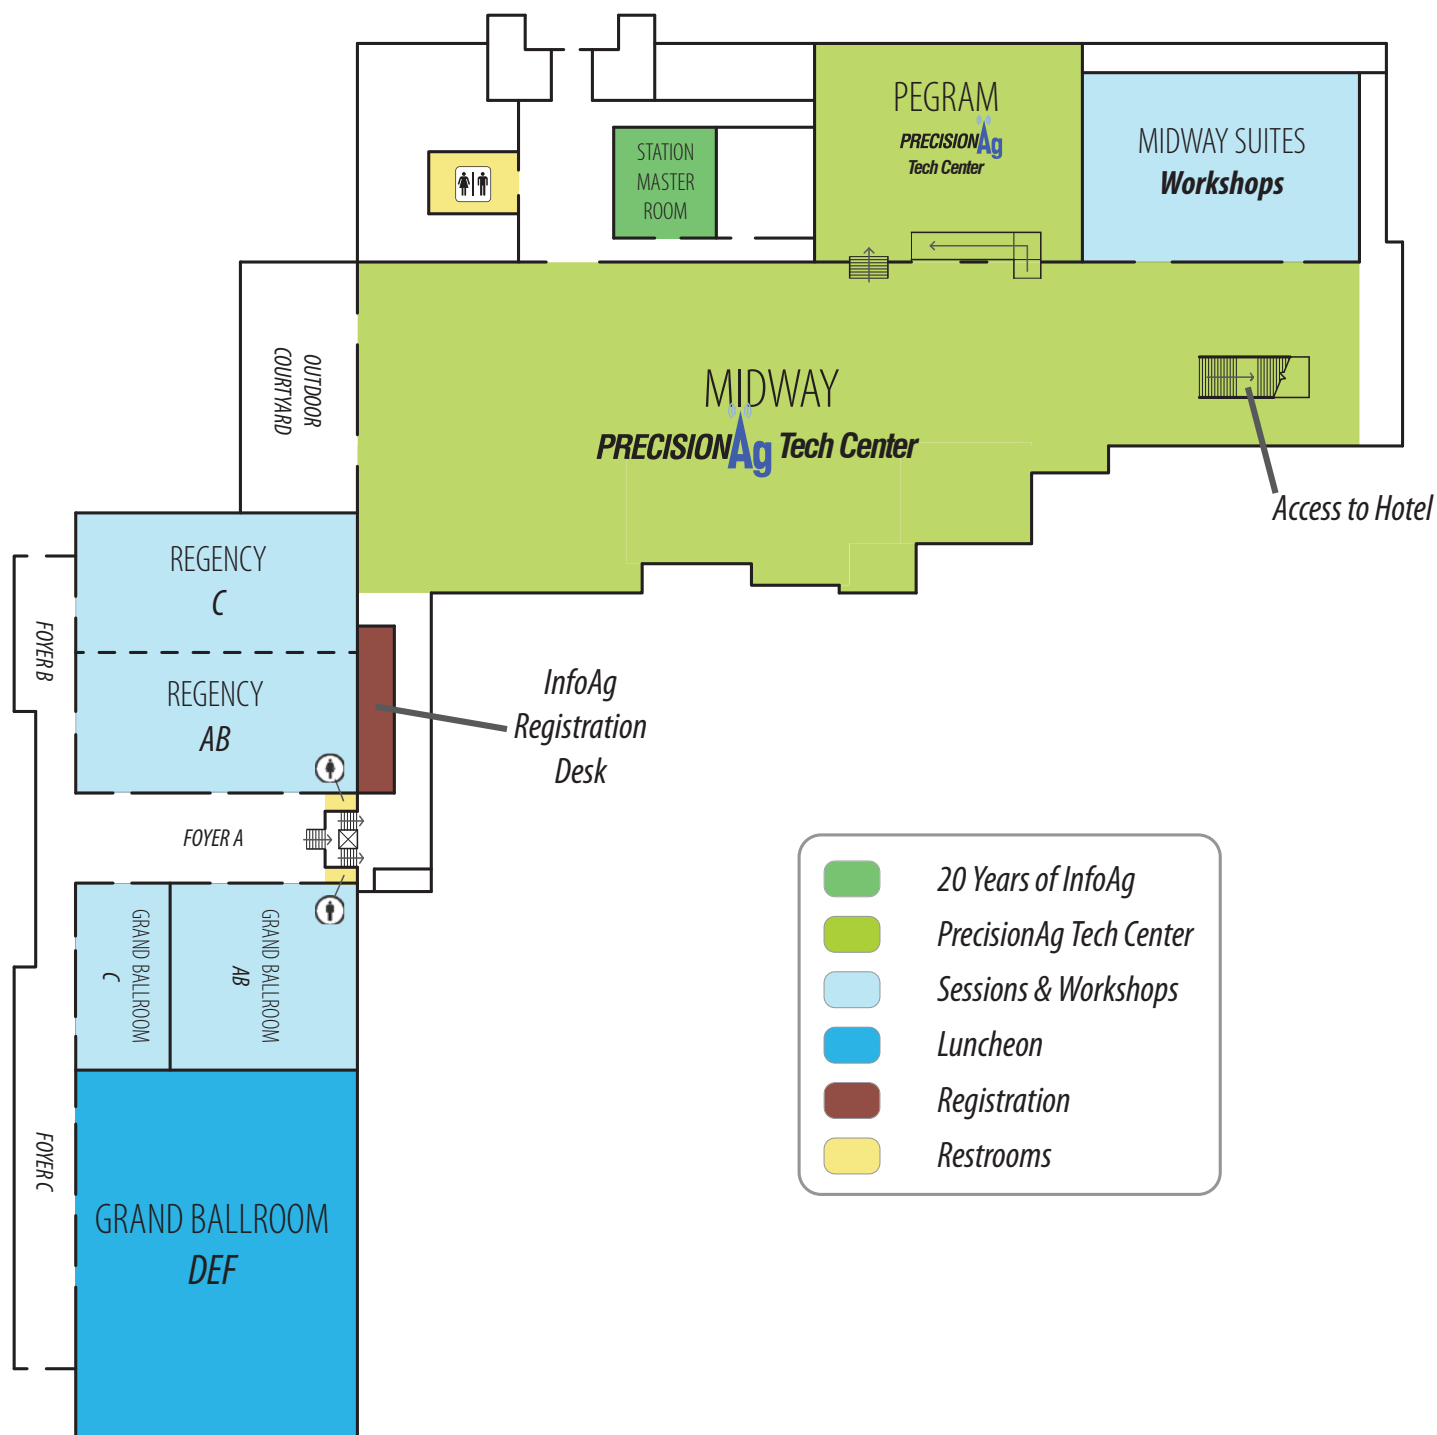 PEGRAM
PRECISIONAg
Tech Center
MIDWAY SUITES
Workshops
STATION
MASTER
ROOM
OUTDOOR
COURTYARD
MIDWAY
PRECISIONAg Tech Center
Access to Hotel
REGENCY
C
FOYER B
REGENCY
AB
InfoAg
Registration
Desk
FOYER A
GRAND BALLROOM
C
GRAND BALLROOM
AB
FOYER C
GRAND BALLROOM
DEF
20 Years of InfoAg
PrecisionAg Tech Center
Sessions & Workshops
Luncheon
Registration
Restrooms